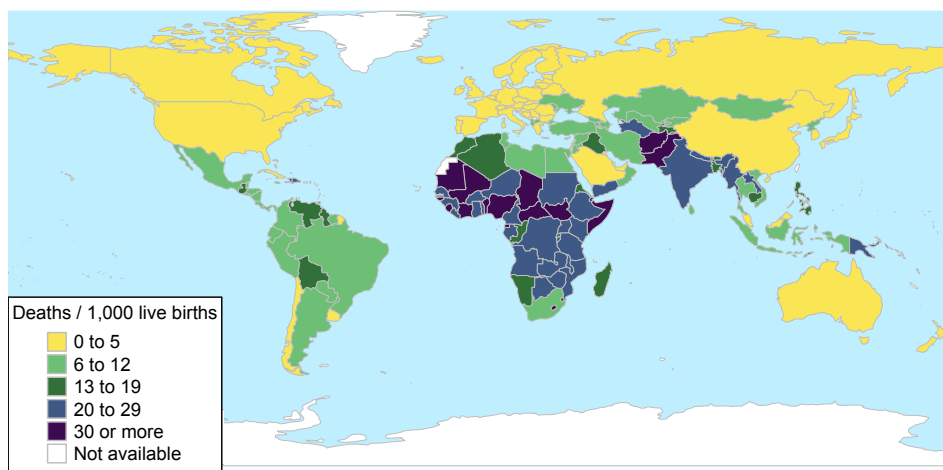 Deaths / 1,000 live births
0 to 5
6 to 12
13 to 19
20 to 29
30 or more
Not available